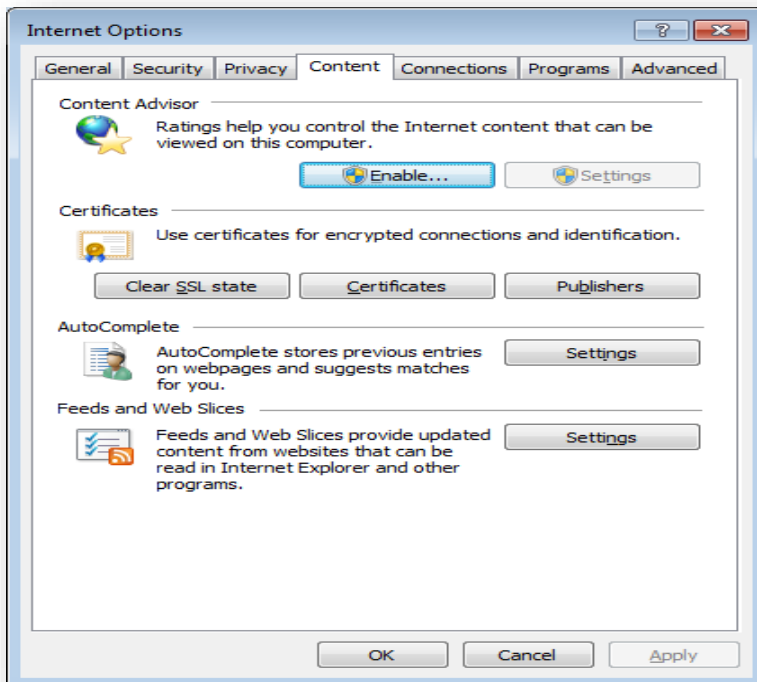 Internet Options
General Security Privacy Content Connections Programs Advanced
Content Advisor
Ratings help you control the Internet content that can be
viewed on this computer.
Enable... Settings
Certificates
Use certificates for encrypted connections and identification.
Clear SSL state Certificates Publishers
AutoComplete
AutoComplete stores previous entries
on webpages and suggests matches
for you.
Settings
Feeds and Web Slices
Feeds and Web Slices provide updated
content from websites that can be
read in Internet Explorer and other
programs.
Settings
OK Cancel Apply